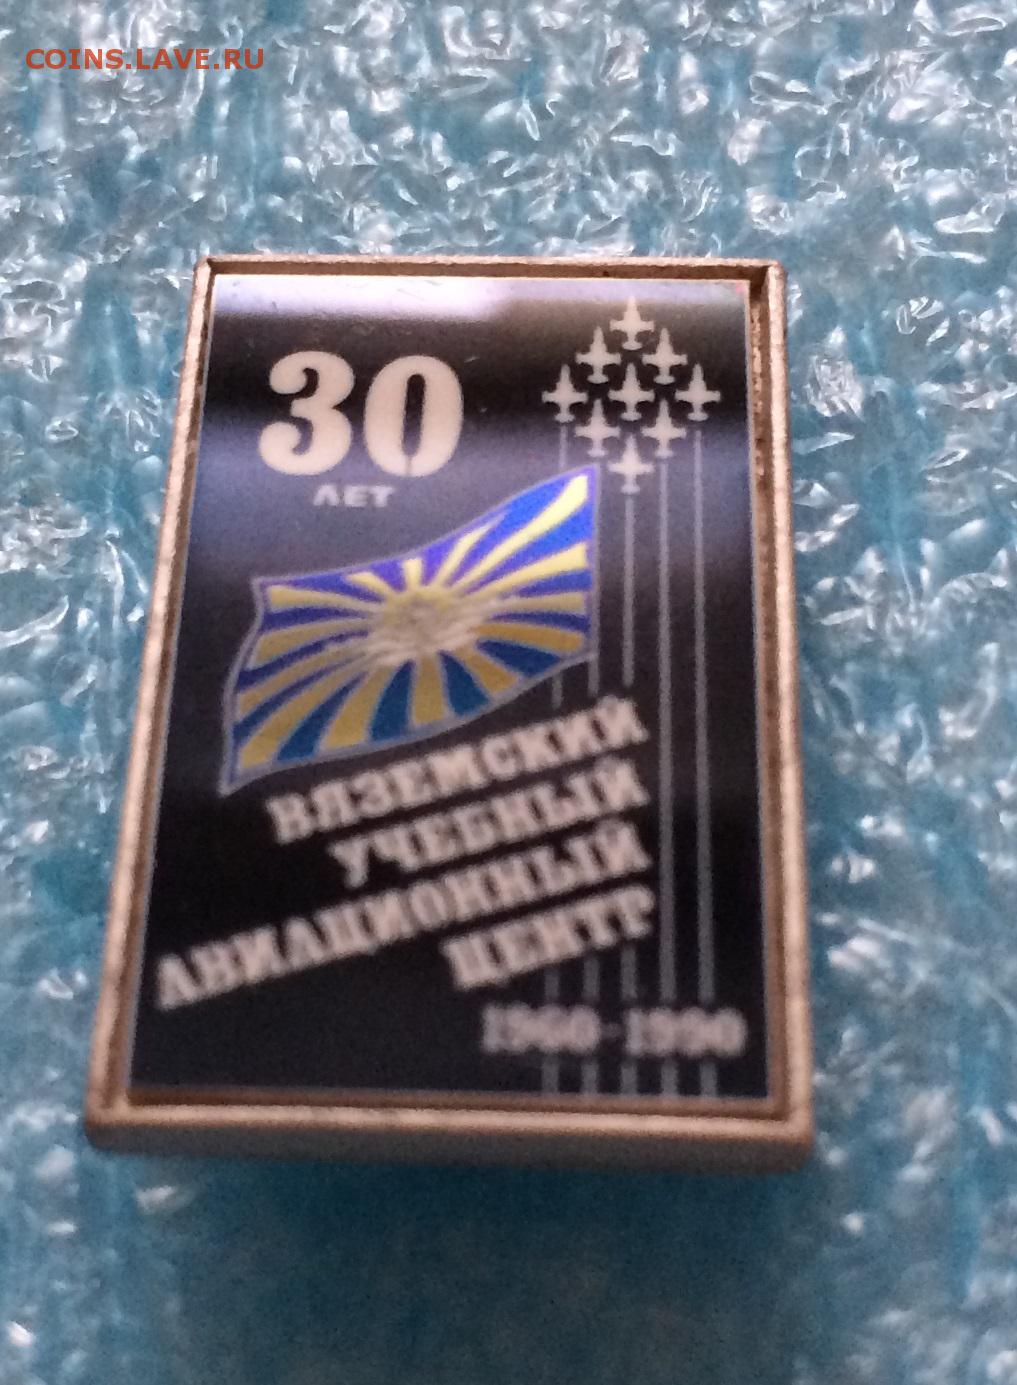 COINS.LAVE.RU
30
ЛЕТ
ВЯЗЕМСКИЙ
УЧЕБНЫЙ
АВИАЦИОННЫЙ
ЦЕНТР
1960-1990